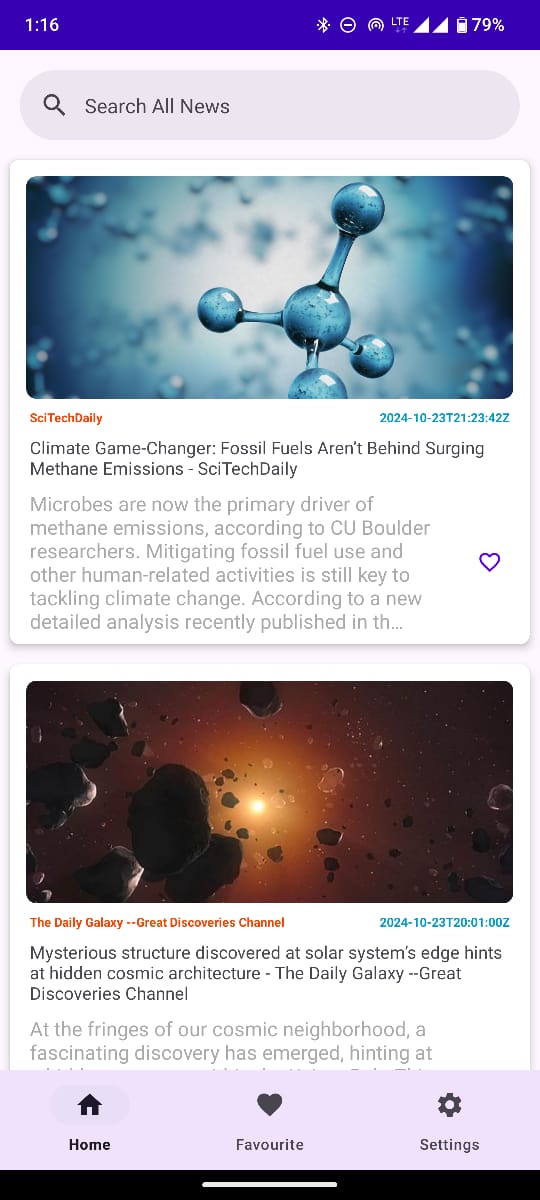 1:16
LTE
79%
Search All News
SciTechDaily
2024-10-23T21:23:42Z
Climate Game-Changer: Fossil Fuels Aren’t Behind Surging
Methane Emissions - SciTechDaily
Microbes are now the primary driver of
methane emissions, according to CU Boulder
researchers. Mitigating fossil fuel use and
other human-related activities is still key to
tackling climate change. According to a new
detailed analysis recently published in th…
The Daily Galaxy --Great Discoveries Channel
2024-10-23T20:01:00Z
Mysterious structure discovered at solar system’s edge hints
at hidden cosmic architecture - The Daily Galaxy --Great
Discoveries Channel
At the fringes of our cosmic neighborhood, a
fascinating discovery has emerged, hinting at
Home
Favourite
Settings